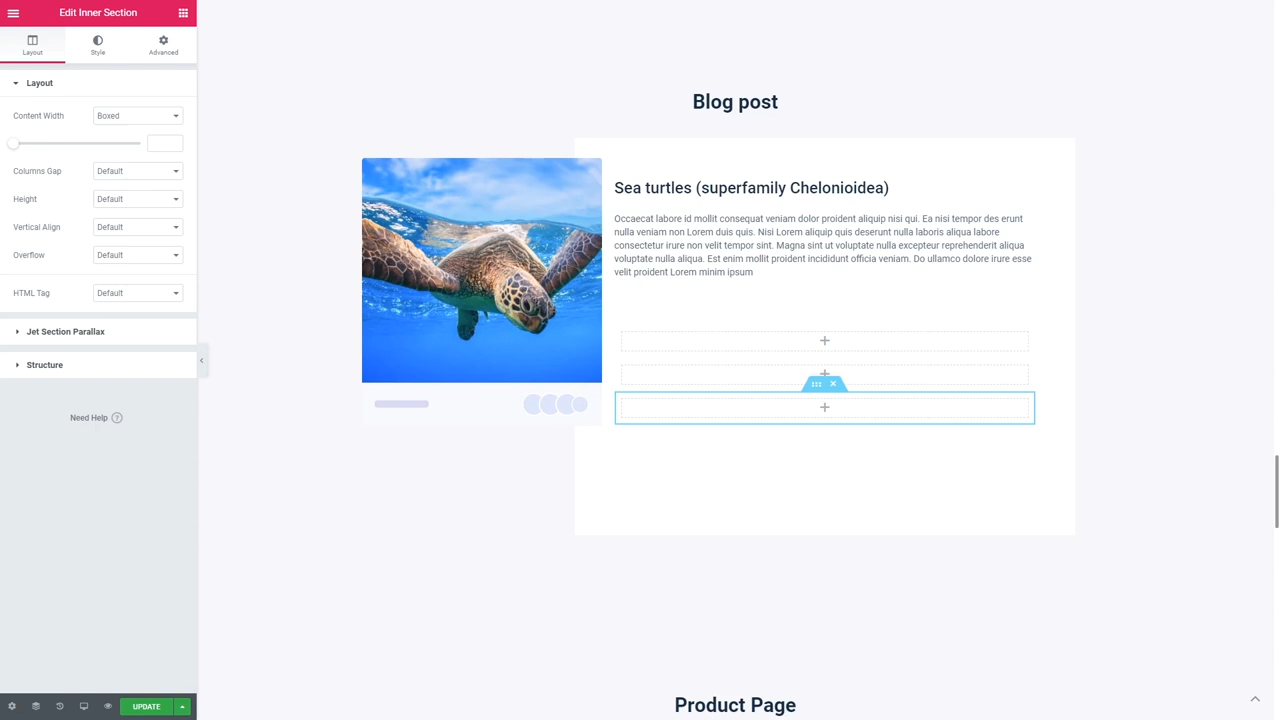 Edit Inner Section
Layout
Style
Advanced
Layout
Content Width
Boxed
Columns Gap
Default
Height
Default
Vertical Align
Default
Overflow
Default
HTML Tag
Default
Jet Section Parallax
Structure
Need Help ?
UPDATE
Blog post
Sea turtles (superfamily Chelonioidea)
Occaecat labore id mollit consequat veniam dolor proident aliquip nisi qui. Ea nisi tempor des erunt
nulla veniam non Lorem duis quis. Nisi Lorem aliquip quis deserunt nulla laboris aliqua labore
consectetur irure non velit tempor sint. Magna sint ut voluptate nulla excepteur reprehenderit aliqua
voluptate nulla aliqua. Est enim mollit proident incididunt officia veniam. Do ullamco dolore irure esse
velit proident Lorem minim ipsum
Product Page